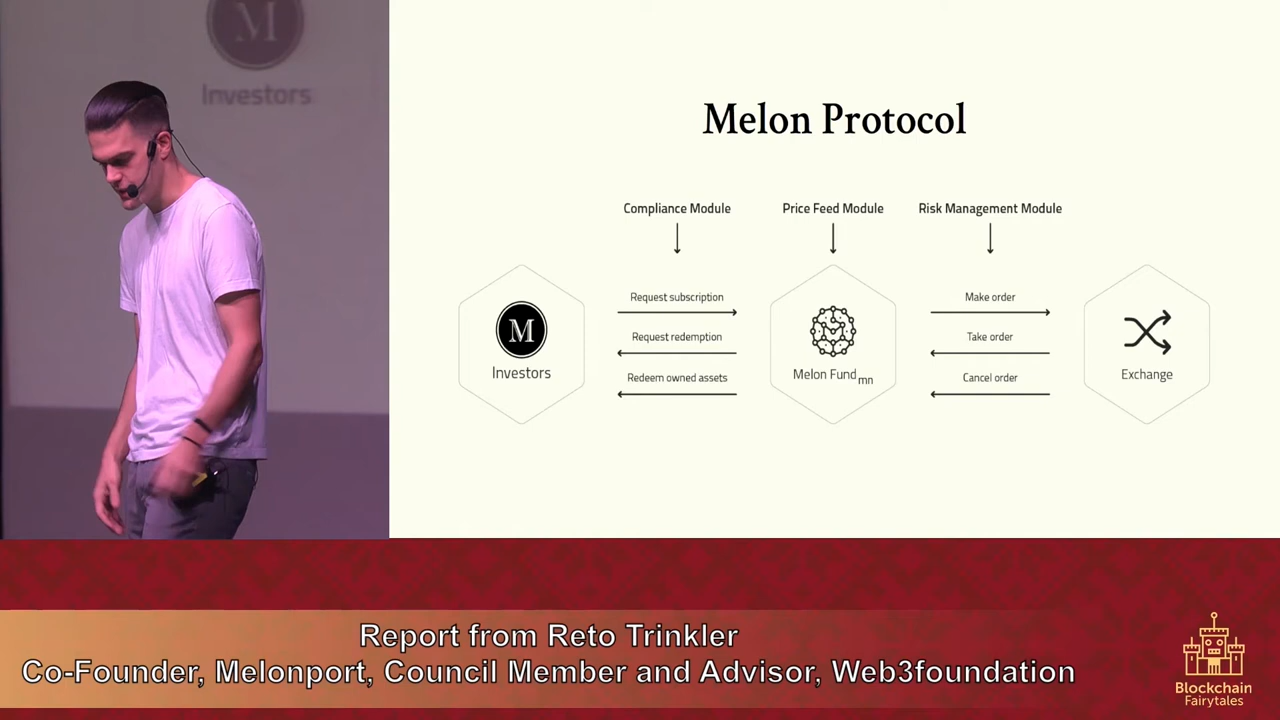 M
Investors
Melon Protocol
Compliance Module
Price Feed Module
Risk Management Module
Request subscription
Request redemption
Redeem owned assets
Make order
Take order
Cancel order
M
Investors
Melon Fund mn
Exchange
Report from Reto Trinkler
Co-Founder, Melonport, Council Member and Advisor, Web3foundation
Blockchain
Fairytales